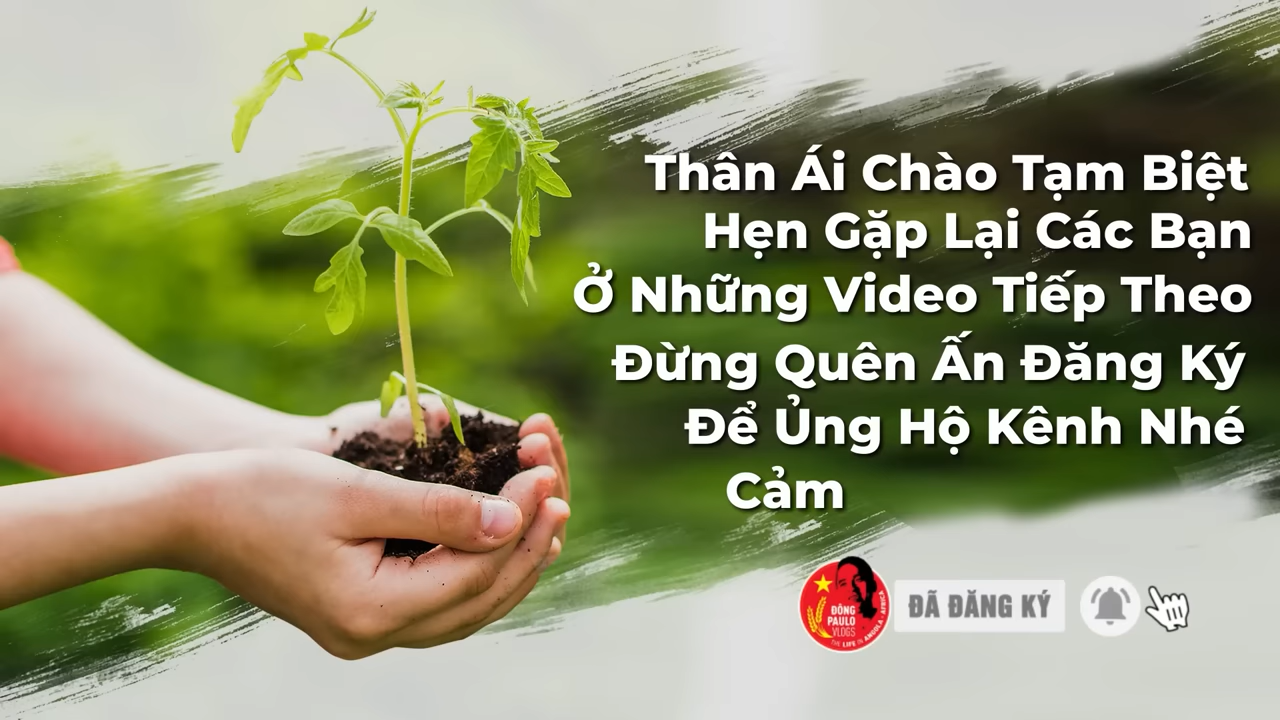 Thân Ái Chào Tạm Biệt
Hẹn Gặp Lại Các Bạn
Ở Những Video Tiếp Theo
Đừng Quên Ấn Đăng Ký
Để Ủng Hộ Kênh Nhé
Cảm
ĐÔNG
PAULO
VLOGS
THE LIFE IN ANGOLA - AFRICA
ĐÃ ĐĂNG KÝ